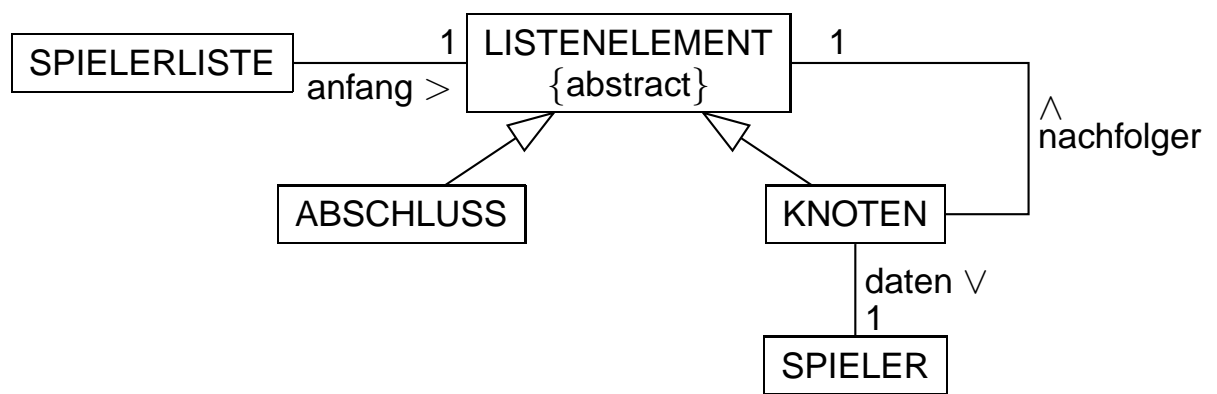 SPIELERLISTE
1
anfang >
LISTENELEMENT
{abstract}
1
∧
nachfolger
ABSCHLUSS
KNOTEN
daten ∨
1
SPIELER